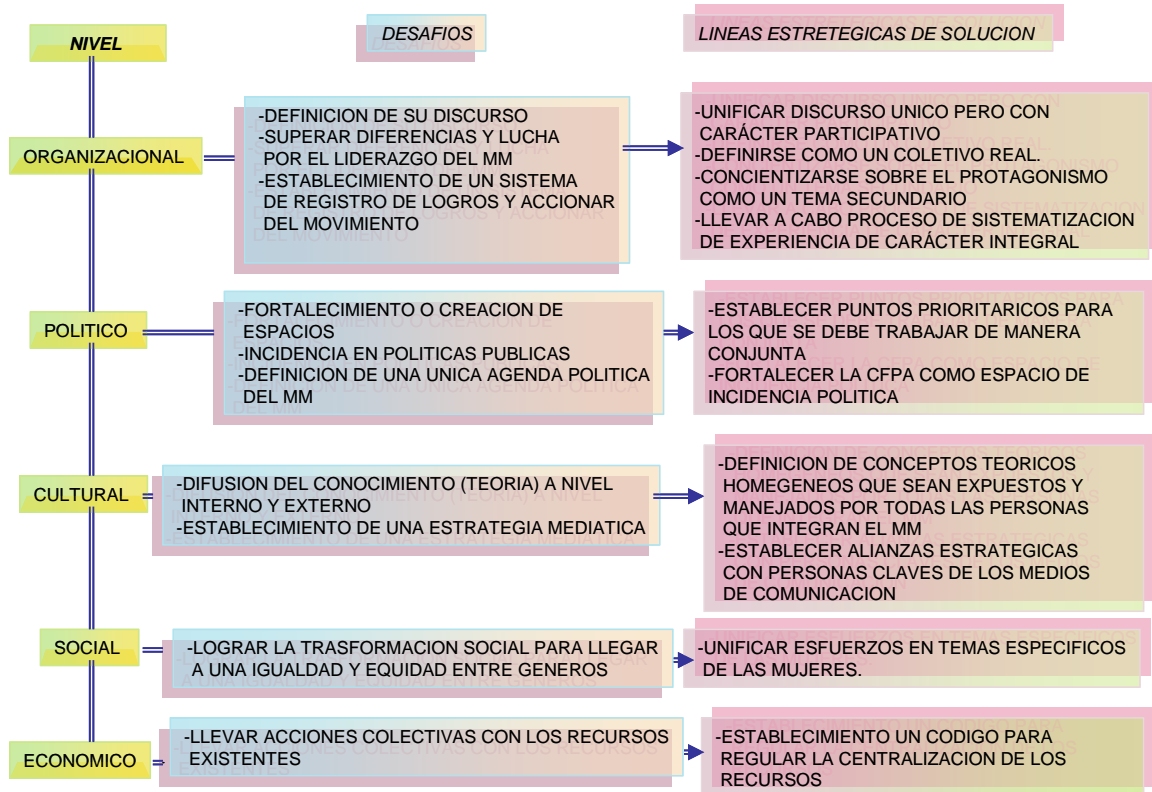 NIVEL
DESAFIOS
LINEAS ESTRETEGICAS DE SOLUCION
ORGANIZACIONAL
-DEFINICION DE SU DISCURSO
-SUPERAR DIFERENCIAS Y LUCHA
POR EL LIDERAZGO DEL MM
-ESTABLECIMIENTO DE UN SISTEMA
DE REGISTRO DE LOGROS Y ACCIONAR
DEL MOVIMIENTO
-UNIFICAR DISCURSO UNICO PERO CON
CARÁCTER PARTICIPATIVO
-DEFINIRSE COMO UN COLETIVO REAL.
-CONCIENTIZARSE SOBRE EL PROTAGONISMO
COMO UN TEMA SECUNDARIO
-LLEVAR A CABO PROCESO DE SISTEMATIZACION
DE EXPERIENCIA DE CARÁCTER INTEGRAL
POLITICO
-FORTALECIMIENTO O CREACION DE
ESPACIOS
-INCIDENCIA EN POLITICAS PUBLICAS
-DEFINICION DE UNA UNICA AGENDA POLITICA
DEL MM
-ESTABLECER PUNTOS PRIORITARICOS PARA
LOS QUE SE DEBE TRABAJAR DE MANERA
CONJUNTA
-FORTALECER LA CFPA COMO ESPACIO DE
INCIDENCIA POLITICA
CULTURAL
-DIFUSION DEL CONOCIMIENTO (TEORIA) A NIVEL
INTERNO Y EXTERNO
-ESTABLECIMIENTO DE UNA ESTRATEGIA MEDIATICA
-DEFINICION DE CONCEPTOS TEORICOS
HOMEGENEOS QUE SEAN EXPUESTOS Y
MANEJADOS POR TODAS LAS PERSONAS
QUE INTEGRAN EL MM
-ESTABLECER ALIANZAS ESTRATEGICAS
CON PERSONAS CLAVES DE LOS MEDIOS
DE COMUNICACION
SOCIAL
-LOGRAR LA TRASFORMACION SOCIAL PARA LLEGAR
A UNA IGUALDAD Y EQUIDAD ENTRE GENEROS
-UNIFICAR ESFUERZOS EN TEMAS ESPECIFICOS
DE LAS MUJERES.
ECONOMICO
-LLEVAR ACCIONES COLECTIVAS CON LOS RECURSOS
EXISTENTES
-ESTABLECIMIENTO UN CODIGO PARA
REGULAR LA CENTRALIZACION DE LOS
RECURSOS